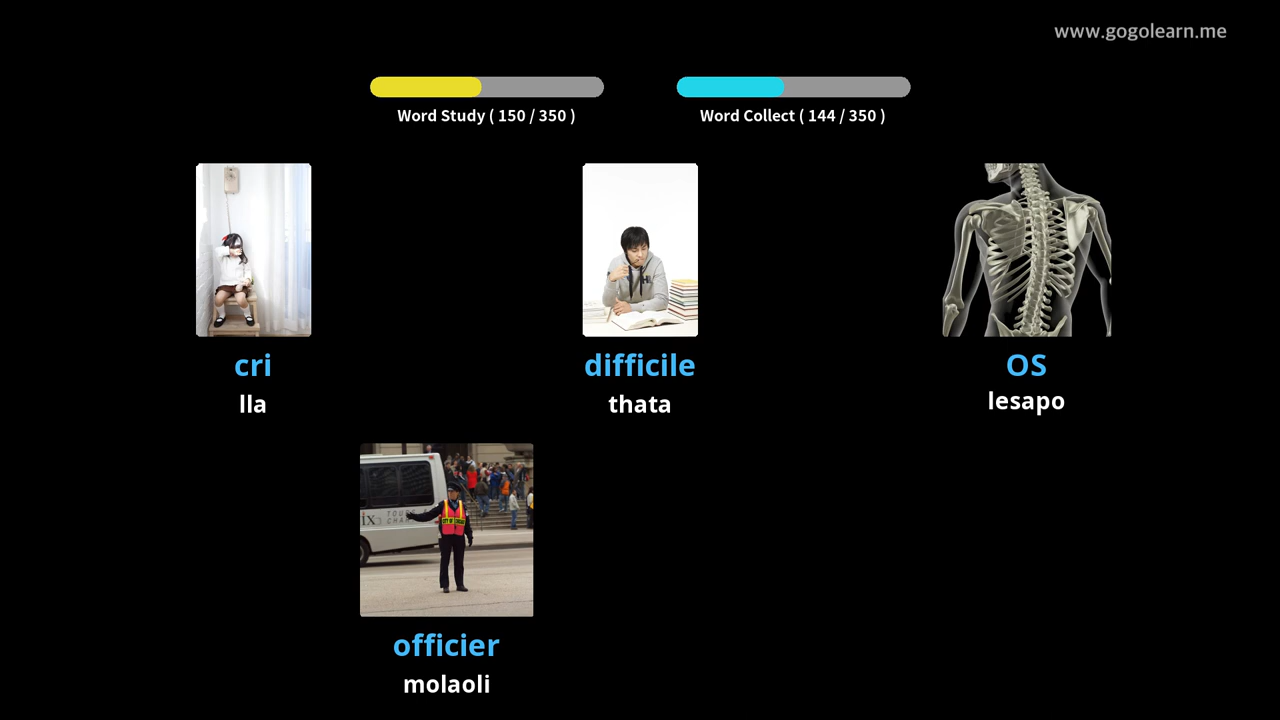 www.gogolearn.me
Word Study ( 150 / 350 )
Word Collect ( 144 / 350 )
cri
lla
difficile
thata
OS
lesapo
officier
molaoli